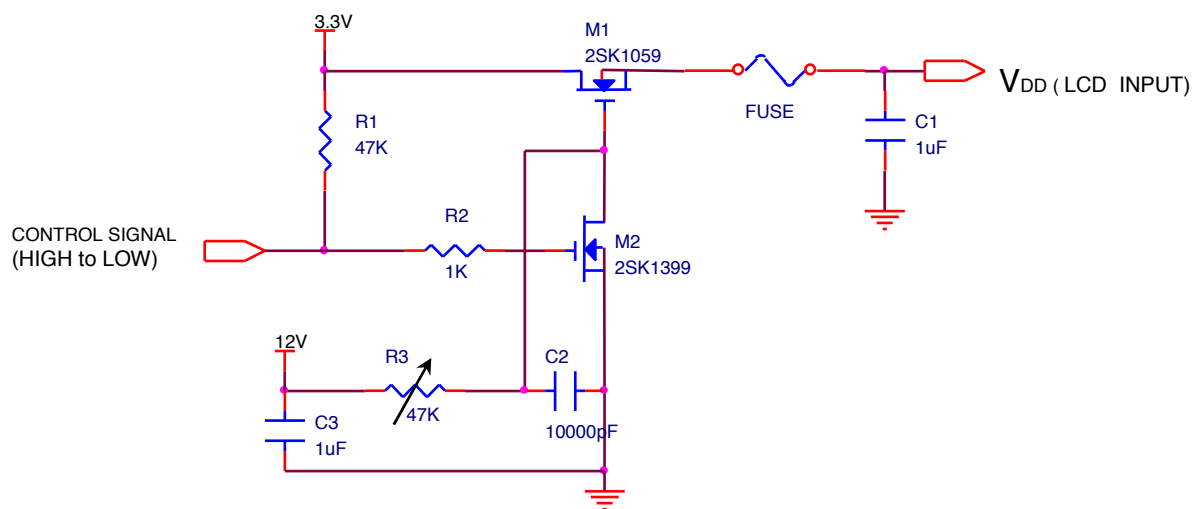 3.3V
M1
2SK1059
FUSE
VDD ( LCD INPUT)
R1
47K
C1
1uF
CONTROL SIGNAL
(HIGH to LOW)
R2
1K
M2
2SK1399
12V
R3
47K
C2
10000pF
C3
1uF